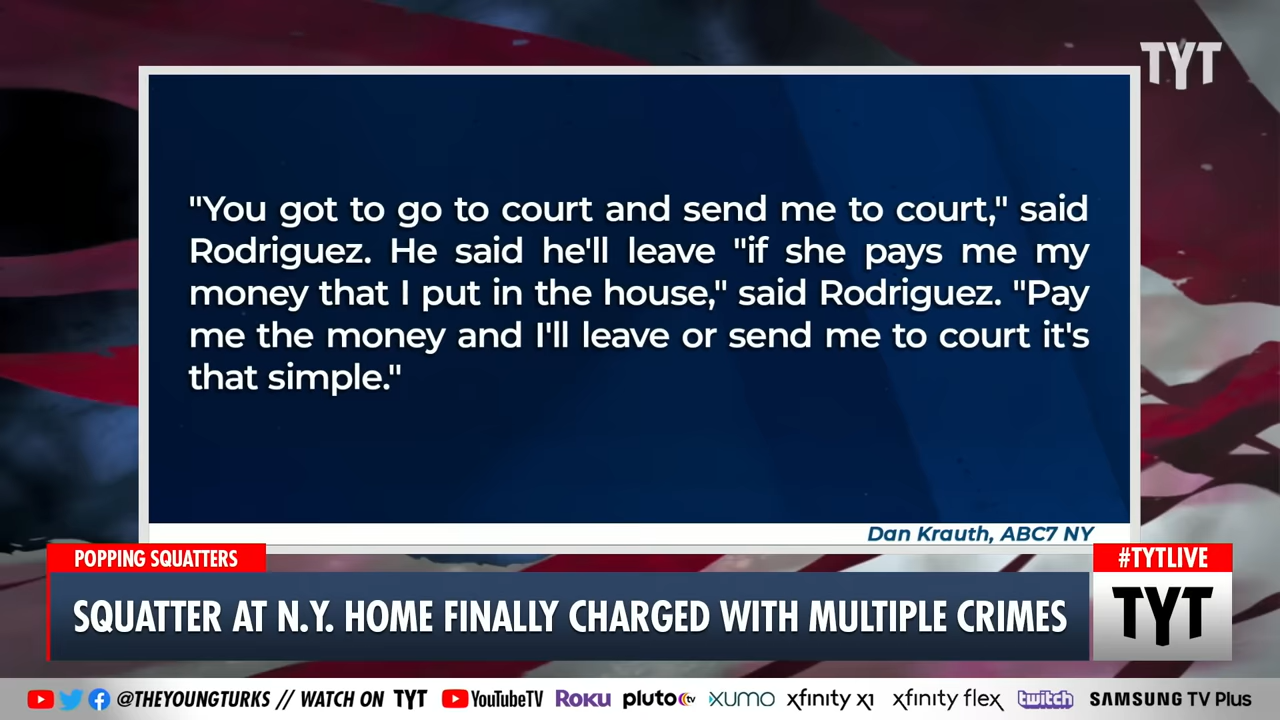 TYT
"You got to go to court and send me to court," said
Rodriguez. He said he'll leave "if she pays me my
money that I put in the house," said Rodriguez. "Pay
me the money and I'll leave or send me to court it's
that simple."
Dan Krauth, ABC7 NY
POPPING SQUATTERS
#TYTLIVE
SQUATTER AT N.Y. HOME FINALLY CHARGED WITH MULTIPLE CRIMES
TYT
@THEYOUNGTURKS // WATCH ON TYT YouTubeTV ROKU pluto tv xumo xfinity x1 xfinity flex twitch SAMSUNG TV Plus